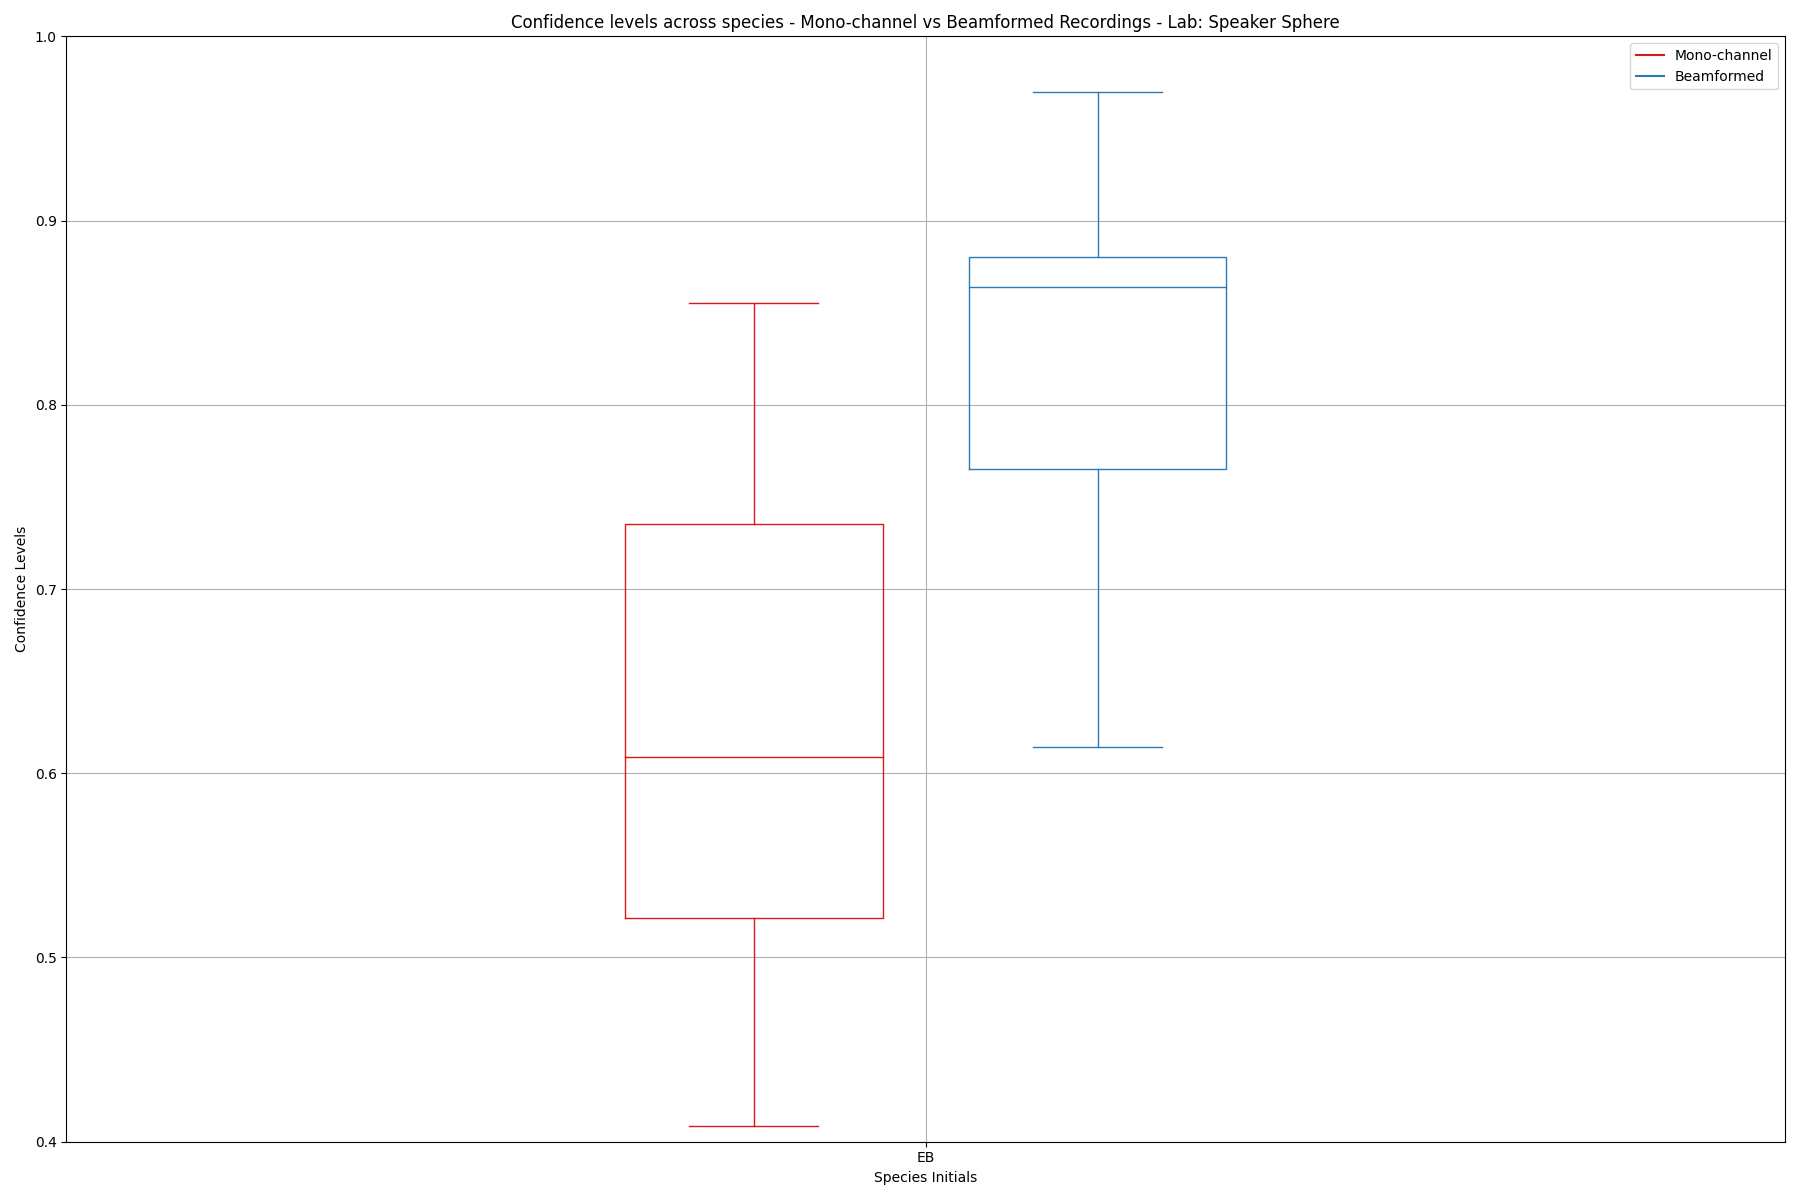 Confidence levels across species - Mono-channel vs Beamformed Recordings - Lab: Speaker Sphere
Mono-channel
Beamformed
1.0
0.9
0.8
0.7
0.6
0.5
0.4
Confidence Levels
EB
Species Initials